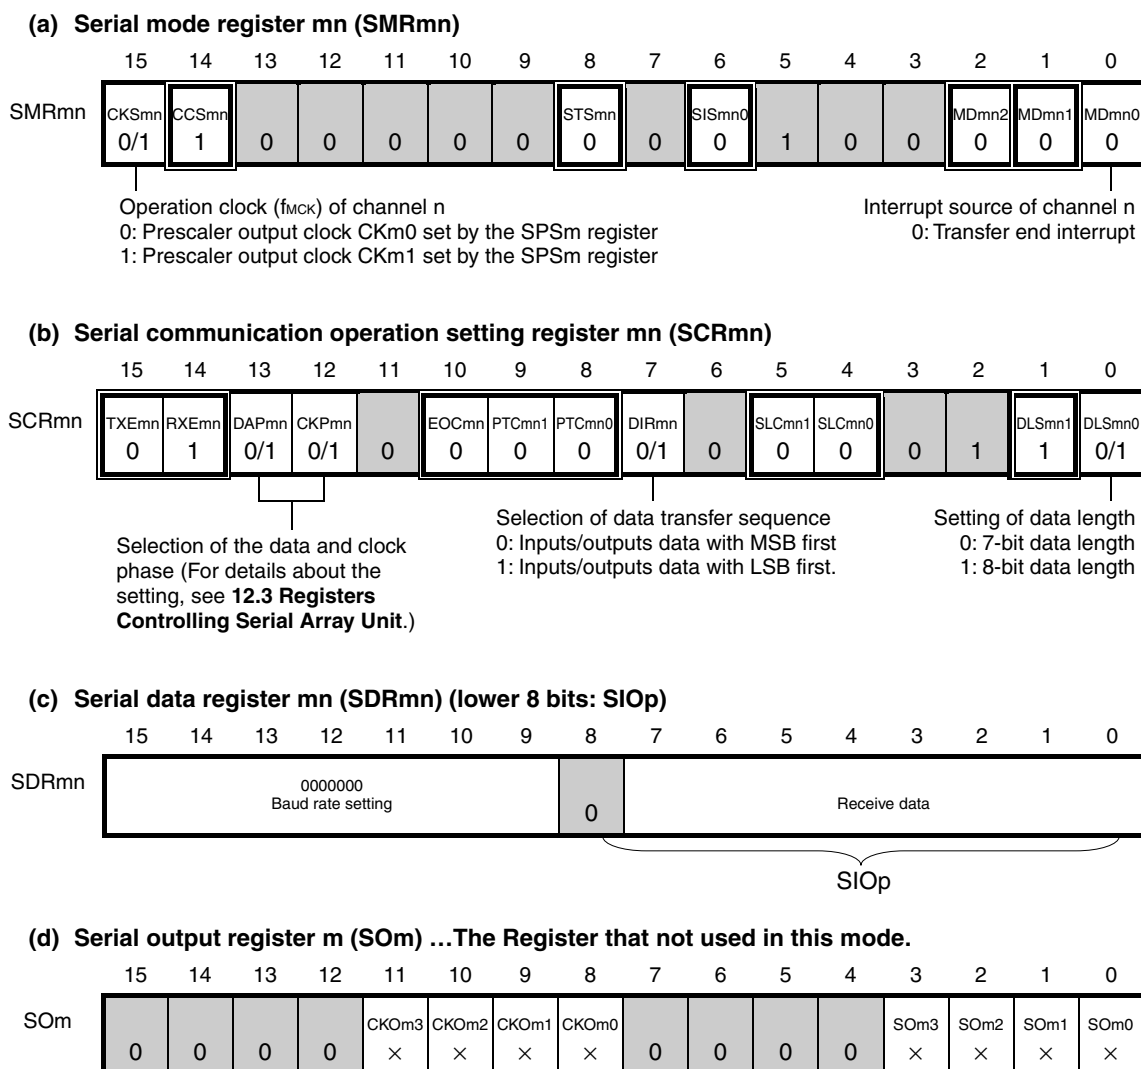 (a) Serial mode register mn (SMRmn)
15 14 13 12 11 10 9 8 7 6 5 4 3 2 1 0
SMRmn CKSmn CCSmn STSmn SISmn0 MDmn2 MDmn1 MDmn0
0/1 1 0 0 0 0 0 0 0 0 1 0 0 0 0 0
Operation clock (fMCK) of channel n
0: Prescaler output clock CKm0 set by the SPSm register
1: Prescaler output clock CKm1 set by the SPSm register
Interrupt source of channel n
0: Transfer end interrupt
(b) Serial communication operation setting register mn (SCRmn)
15 14 13 12 11 10 9 8 7 6 5 4 3 2 1 0
SCRmn TXEmn RXEmn DAPmn CKPmn EOCmn PTCmn1 PTCmn0 DIRmn SLCmn1 SLCmn0 DLSmn1 DLSmn0
0 1 0/1 0/1 0 0 0 0 0/1 0 0 0 0 1 1 0/1
Selection of the data and clock
phase (For details about the
setting, see 12.3 Registers
Controlling Serial Array Unit.)
Selection of data transfer sequence
0: Inputs/outputs data with MSB first
1: Inputs/outputs data with LSB first.
Setting of data length
0: 7-bit data length
1: 8-bit data length
(c) Serial data register mn (SDRmn) (lower 8 bits: SIOp)
15 14 13 12 11 10 9 8 7 6 5 4 3 2 1 0
SDRmn
0000000
Baud rate setting
0
Receive data
SIOp
(d) Serial output register m (SOm) …The Register that not used in this mode.
15 14 13 12 11 10 9 8 7 6 5 4 3 2 1 0
SOm CKOm3 CKOm2 CKOm1 CKOm0 SOm3 SOm2 SOm1 SOm0
0 0 0 0 × × × × 0 0 0 0 × × × ×